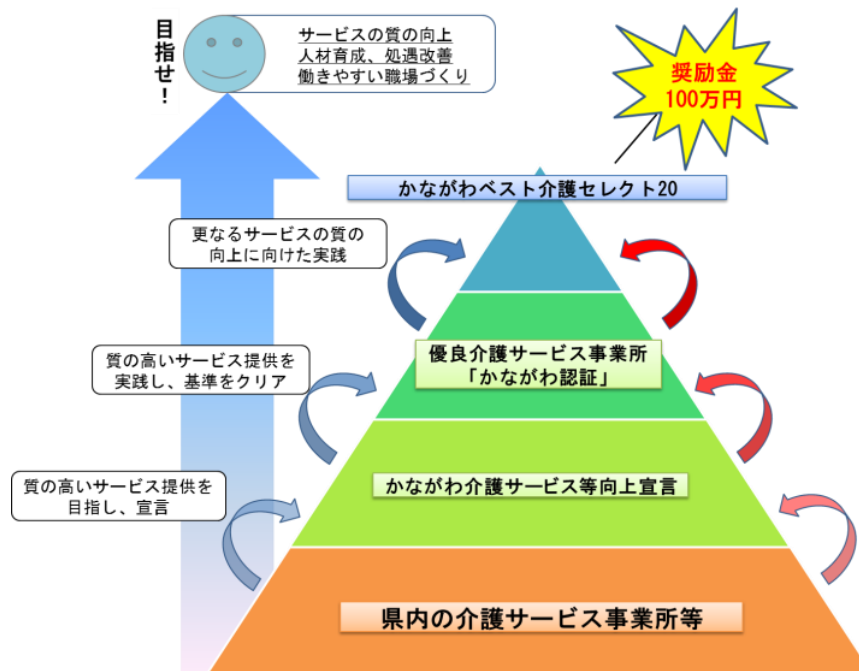 目指せ!
サービスの質の向上
人材育成、処遇改善
働きやすい職場づくり
奨励金
100万円
かながわベスト介護セレクト20
更なるサービスの質の
向上に向けた実践
優良介護サービス事業所
「かながわ認証」
質の高いサービス提供を
実践し、基準をクリア
かながわ介護サービス等向上宣言
質の高いサービス提供を
目指し、宣言
県内の介護サービス事業所等